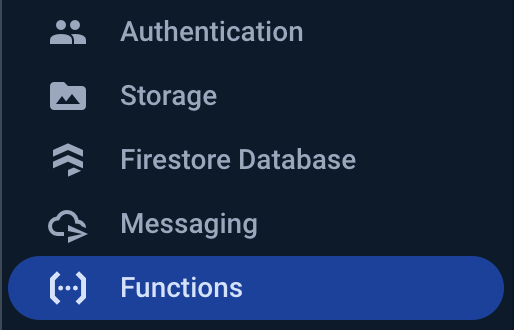 Authentication
Storage
Firestore Database
Messaging
Functions